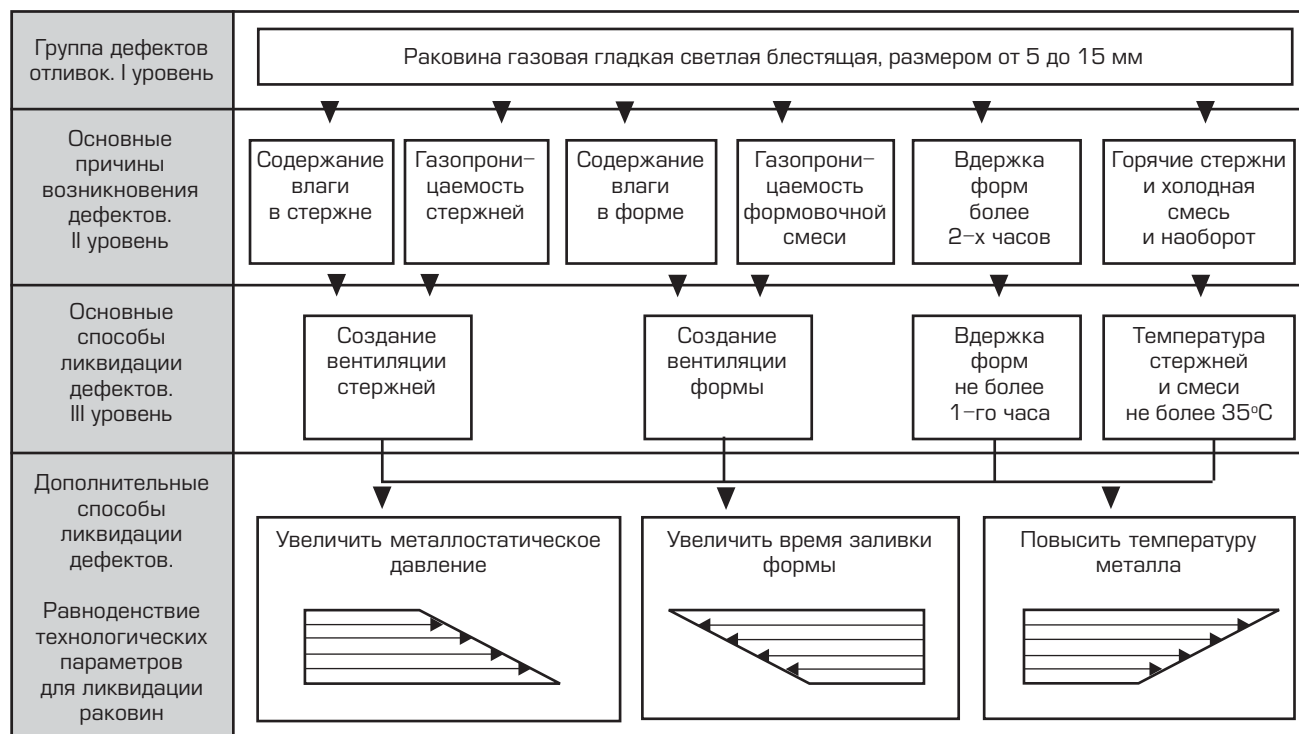 Группа дефектов
отливок. I уровень
Раковина газовая гладкая светлая блестящая, размером от 5 до 15 мм
Основные
причины
возникновения
дефектов.
II уровень
Содержание
влаги
в стержне
Газопрони-
цаемость
стержней
Содержание
влаги
в форме
Газопрони-
цаемость
формовочной
смеси
Вдержка
форм
более
2-х часов
Горячие стержни
и холодная
смесь
и наоборот
Основные
способы
ликвидации
дефектов.
III уровень
Создание
вентиляции
стержней
Создание
вентиляции
формы
Вдержка
форм
не более
1-го часа
Температура
стержней
и смеси
не более 35°С
Дополнительные
способы
ликвидации
дефектов.
Равноденствие
технологических
параметров
для ликвидации
раковин
Увеличить металлостатическое
давление
Увеличить время заливки
формы
Повысить температуру
металла